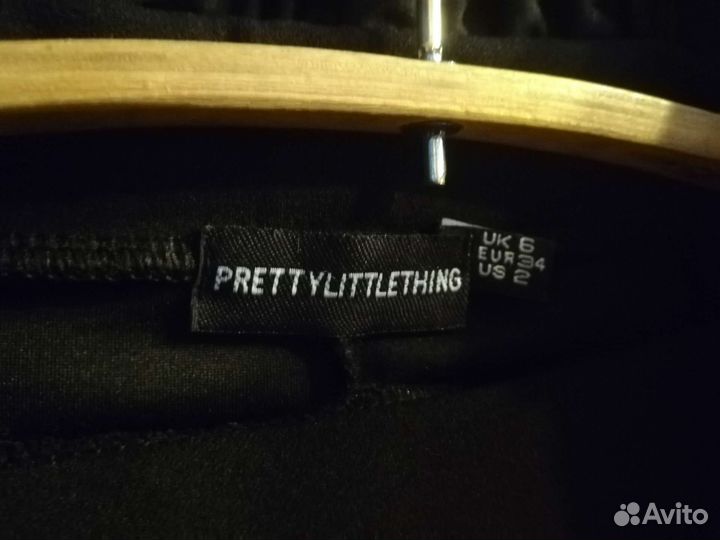 PRETTYLITTLETHING
UK 6
EUR 34
US 2
Avito